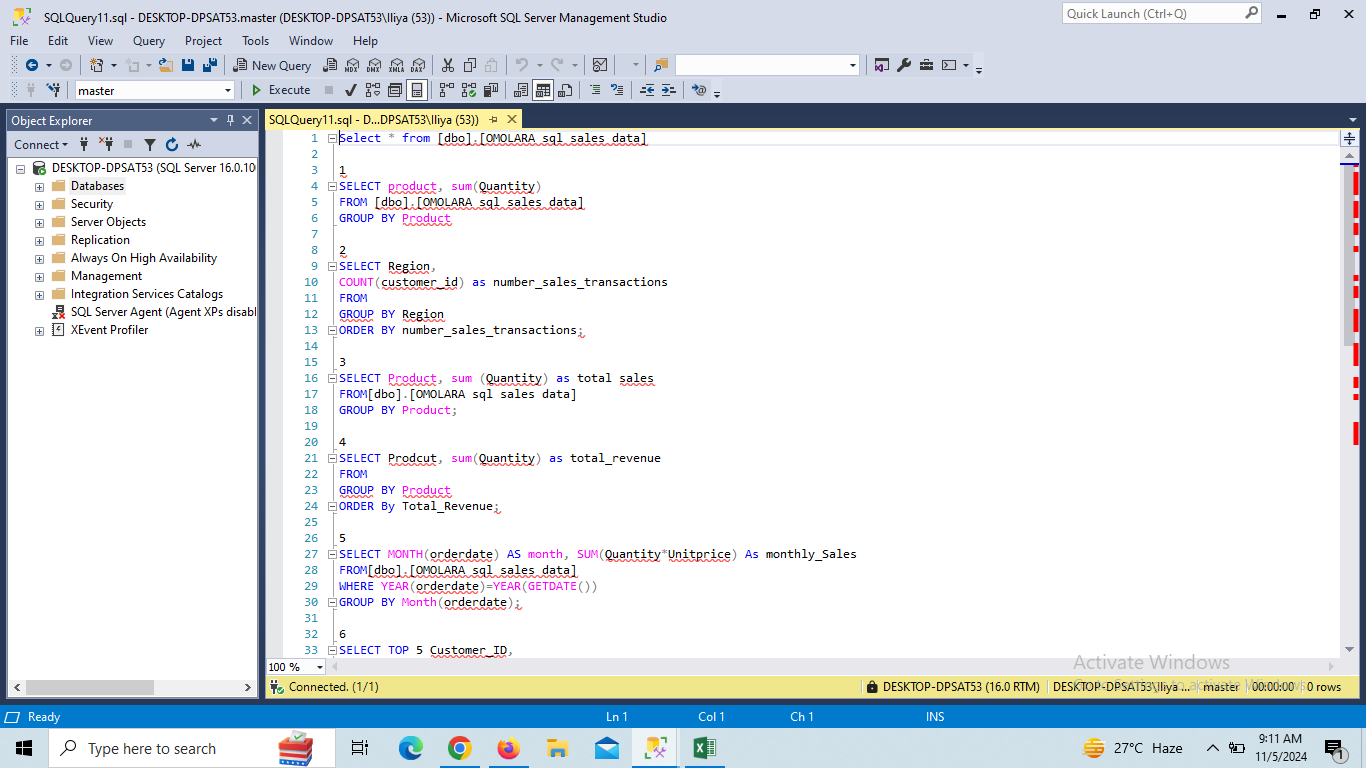 SQLQuery11.sql - DESKTOP-DPSAT53.master (DESKTOP-DPSAT53\Iliya (53)) - Microsoft SQL Server Management Studio
Quick Launch (Ctrl+Q)
File Edit View Query Project Tools Window Help
New Query
MDX DMX XMLA DAX
master
Execute
Object Explorer
SQLQuery11.sql - D...DPSAT53\Iliya (53))
Connect
DESKTOP-DPSAT53 (SQL Server 16.0.10
Databases
Security
Server Objects
Replication
Always On High Availability
Management
Integration Services Catalogs
SQL Server Agent (Agent XPs disabl
XEvent Profiler
1 Select * from [dbo].[OMOLARA sql sales data]
2
3 1
4 SELECT product, sum(Quantity)
5 FROM [dbo].[OMOLARA sql sales data]
6 GROUP BY Product
7
8 2
9 SELECT Region,
10 COUNT(customer_id) as number_sales_transactions
11 FROM
12 GROUP BY Region
13 ORDER BY number_sales_transactions;
14
15 3
16 SELECT Product, sum (Quantity) as total sales
17 FROM[dbo].[OMOLARA sql sales data]
18 GROUP BY Product;
19
20 4
21 SELECT Prodcut, sum(Quantity) as total_revenue
22 FROM
23 GROUP BY Product
24 ORDER By Total_Revenue;
25
26 5
27 SELECT MONTH(orderdate) AS month, SUM(Quantity*Unitprice) As monthly_Sales
28 FROM[dbo].[OMOLARA sql sales data]
29 WHERE YEAR(orderdate)=YEAR(GETDATE())
30 GROUP BY Month(orderdate);
31
32 6
33 SELECT TOP 5 Customer_ID,
100 %
Activate Windows
Connected. (1/1)
DESKTOP-DPSAT53 (16.0 RTM) DESKTOP-DPSAT53\Iliya ... master 00:00:00 0 rows
Ready Ln 1 Col 1 Ch 1 INS
Type here to search
27°C Haze
9:11 AM
11/5/2024
1